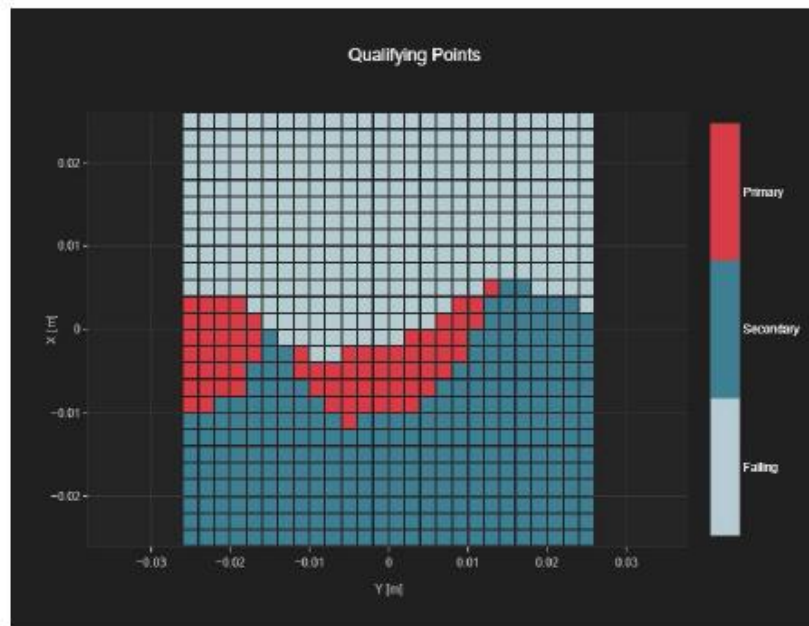 Qualifying Points
0.02
0.01
0
−0.01
−0.02
X [m]
−0.03
−0.02
−0.01
0
0.01
0.02
0.03
Y [m]
Primary
Secondary
Failing